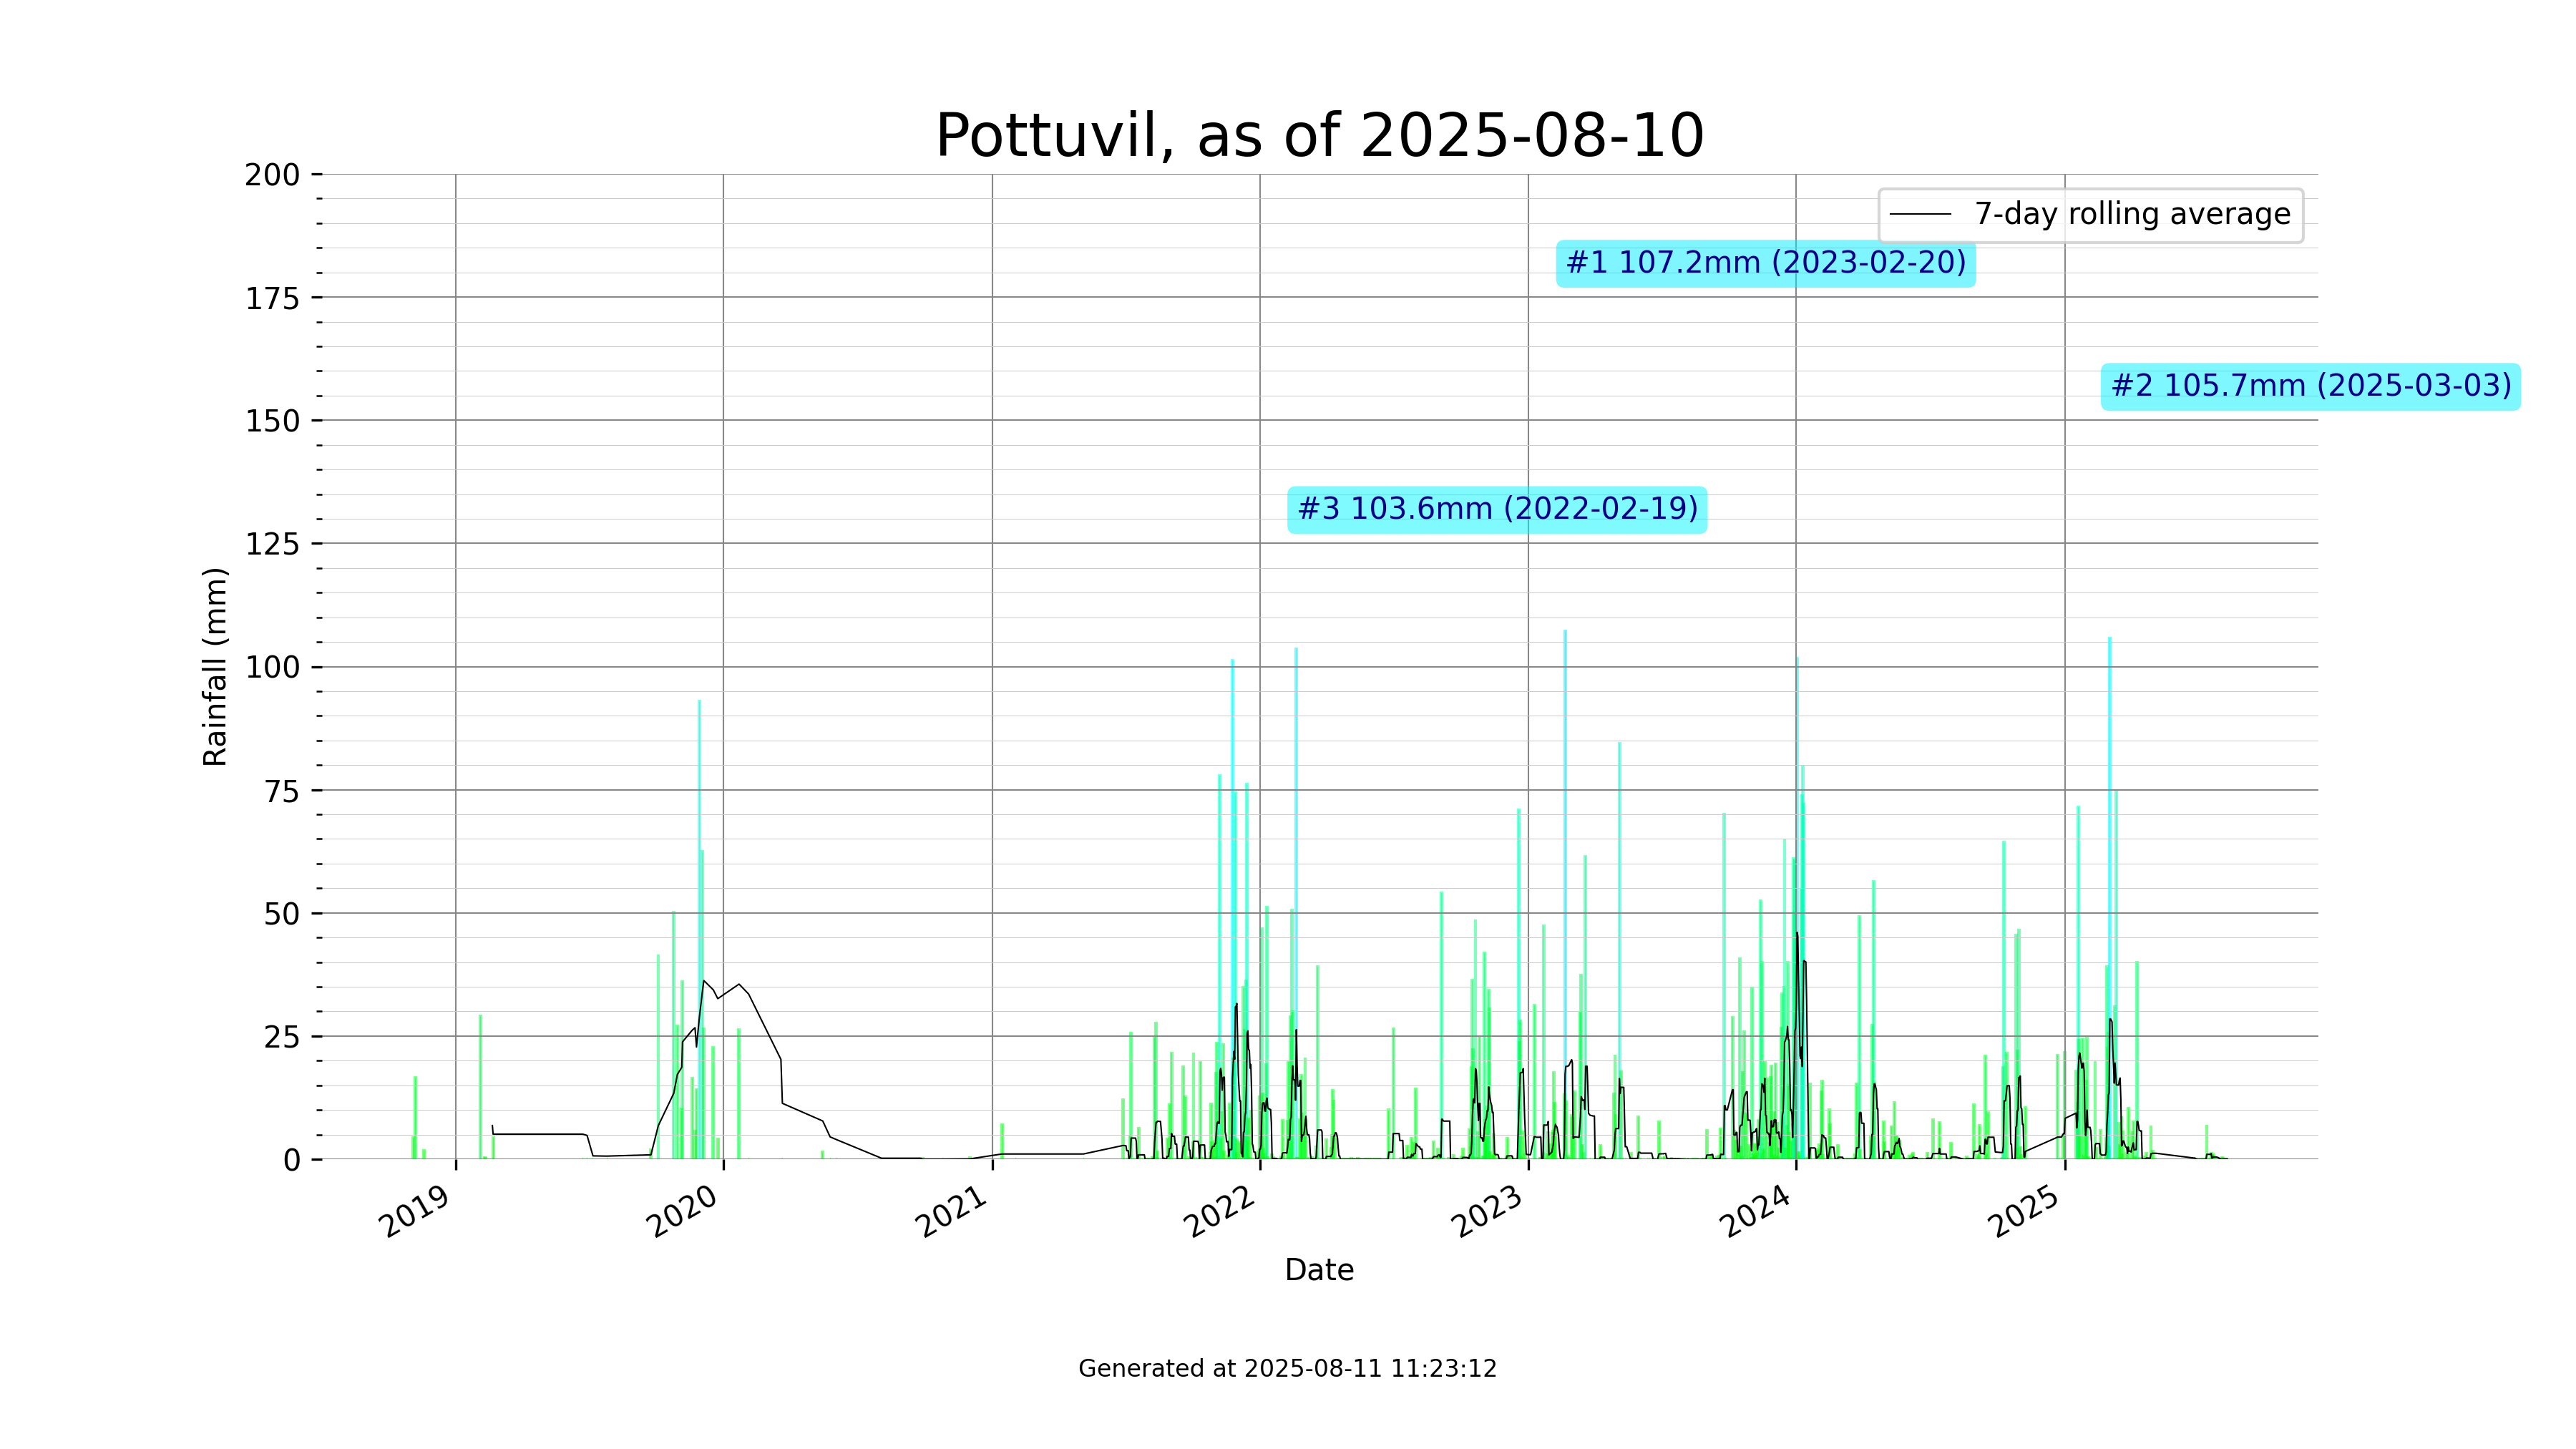 Pottuvil, as of 2025-08-10
200
175
150
125
100
75
50
25
0
Rainfall (mm)
7-day rolling average
#1 107.2mm (2023-02-20)
#2 105.7mm (2025-03-03)
#3 103.6mm (2022-02-19)
2019
2020
2021
2022
2023
2024
2025
Date
Generated at 2025-08-11 11:23:12